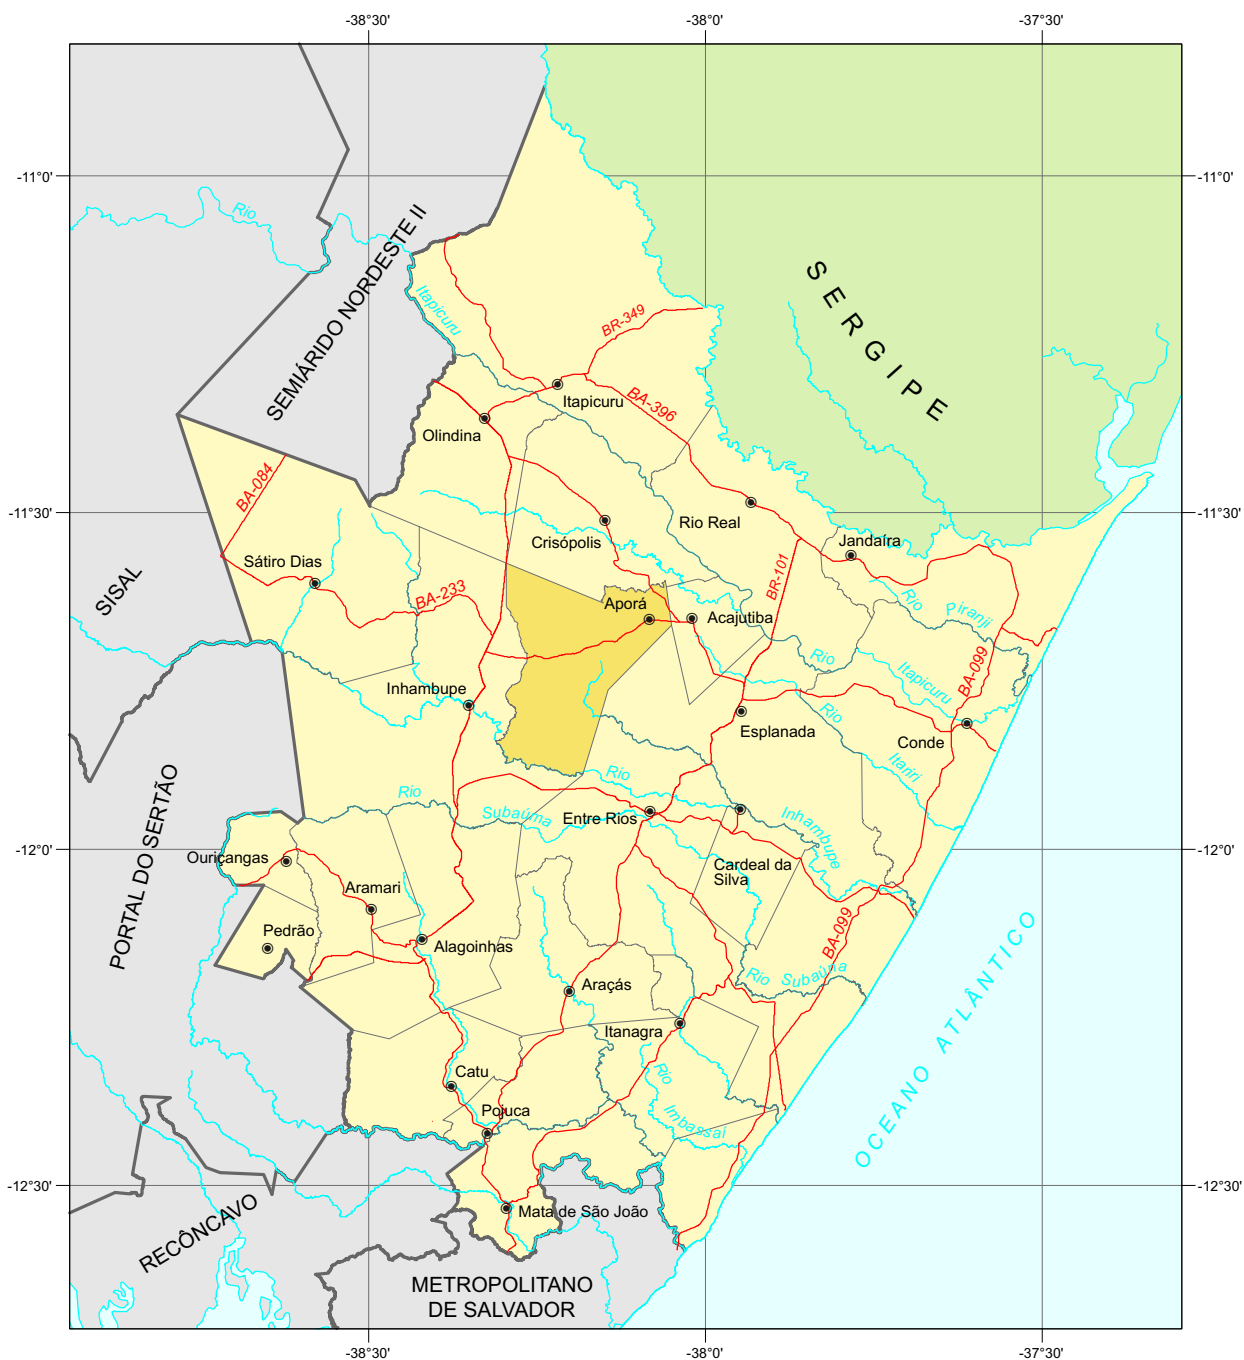 -38°30'
-38°0'
-37°30'
-11°0'
-11°0'
Rio
SEMIÁRIDO NORDESTE II
Itapicuru
SERGIPE
BR-349
Itapicuru
BA-396
Olindina
BA-084
-11°30'
-11°30'
Rio Real
Crisópolis
Jandaíra
Sátiro Dias
BR-101
SISAL
BA-233
Aporá
Acajutiba
Rio
Piranji
Rio
Itapicuru
BA-099
Inhambupe
Rio
Esplanada
Conde
Itariri
PORTAL DO SERTÃO
Rio
Rio
Subaúma
Entre Rios
Inhambupe
-12°0'
-12°0'
Ouriçangas
Cardeal da
Silva
Aramari
Pedrão
Alagoinhas
BA-099
OCEANO ATLÂNTICO
Rio
Subaúna
Araçás
Itanagra
Catu
Rio
Pojuca
Imbassaí
-12°30'
-12°30'
RECÔNCAVO
Mata de São João
METROPOLITANO
DE SALVADOR
-38°30'
-38°0'
-37°30'